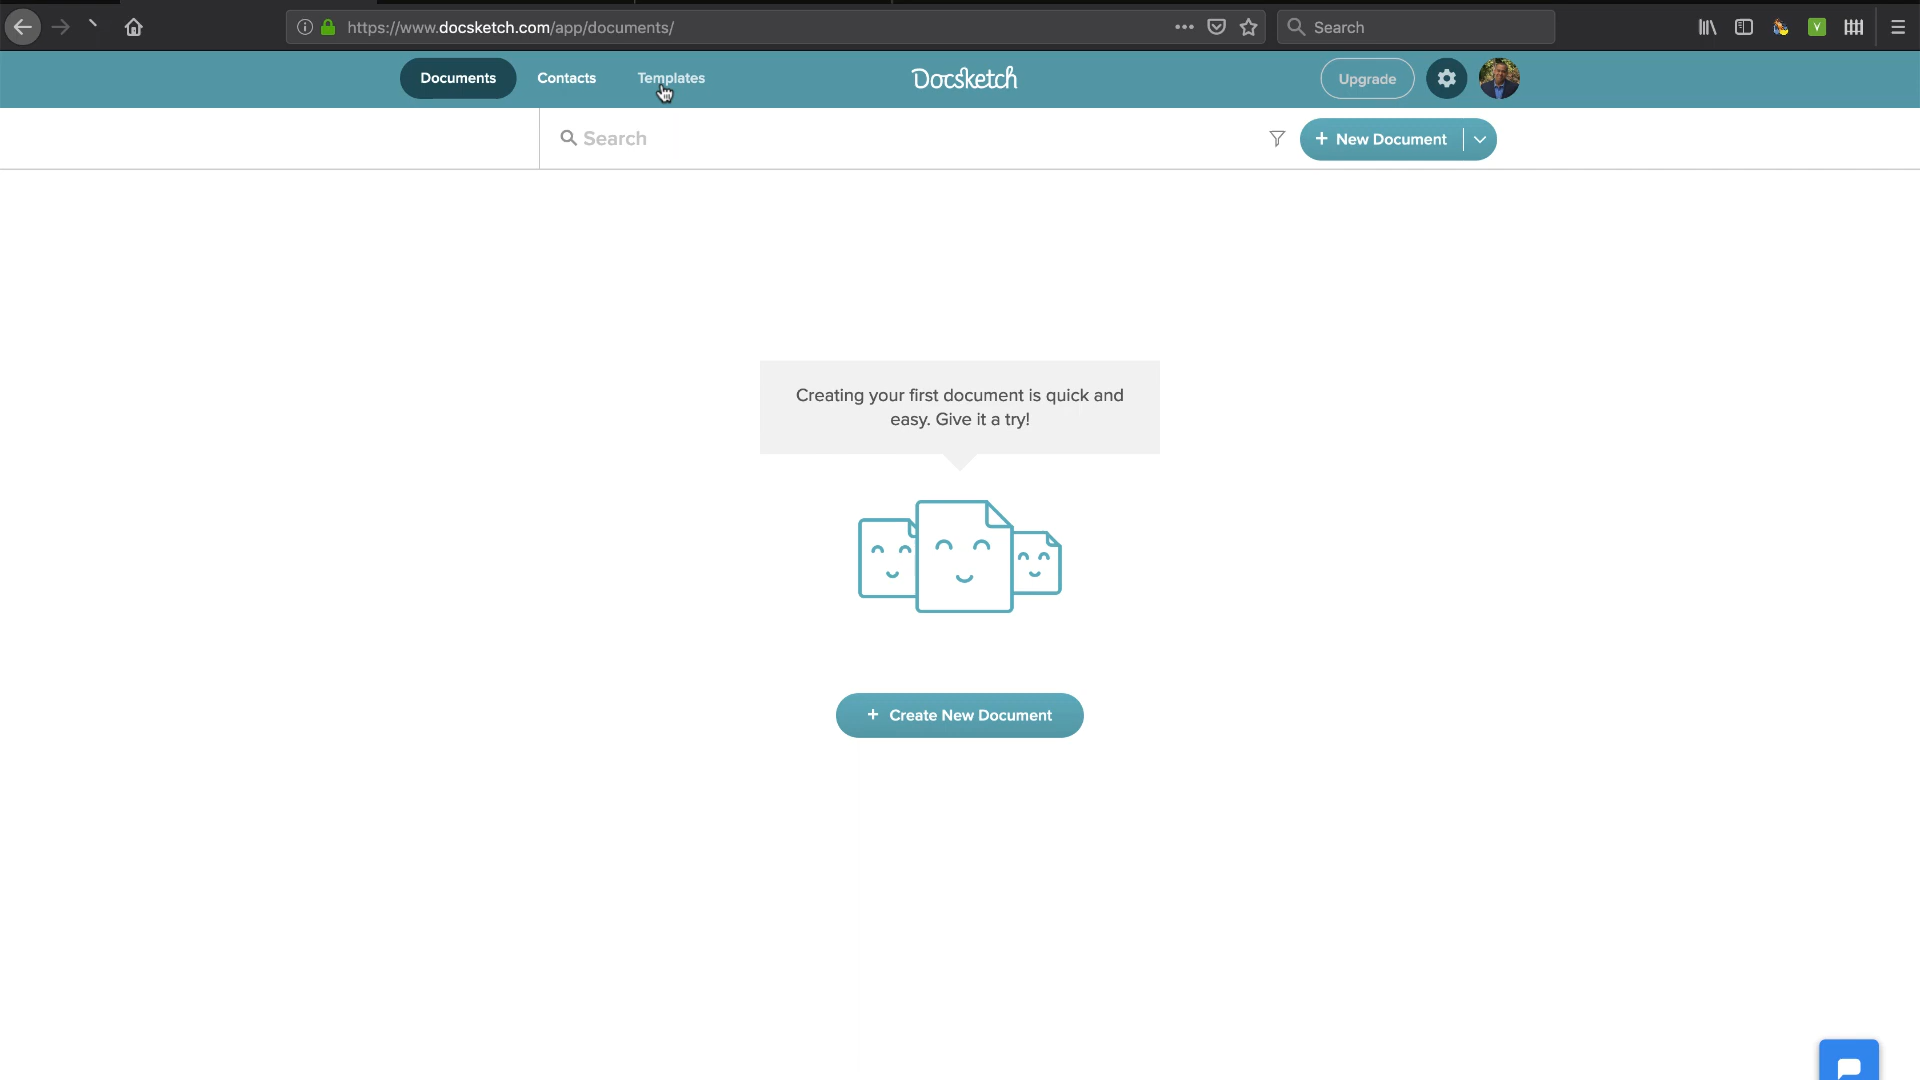 https://www.docsketch.com/app/documents/
Search
Documents
Contacts
Templates
Docsketch
Upgrade
Search
+ New Document
Creating your first document is quick and
easy. Give it a try!
+ Create New Document